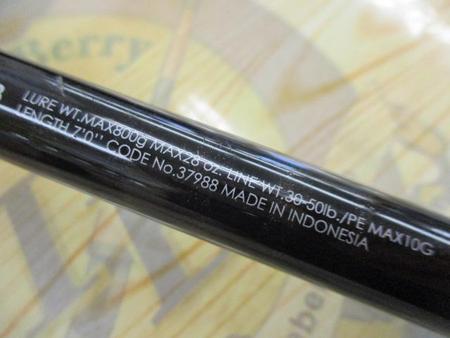 Berry
LURE WT.MAX800g MAX28 oz. LINE WT.30-50lb./PE MAX10G
LENGTH 7'0'' CODE No.37988 MADE IN INDONESIA